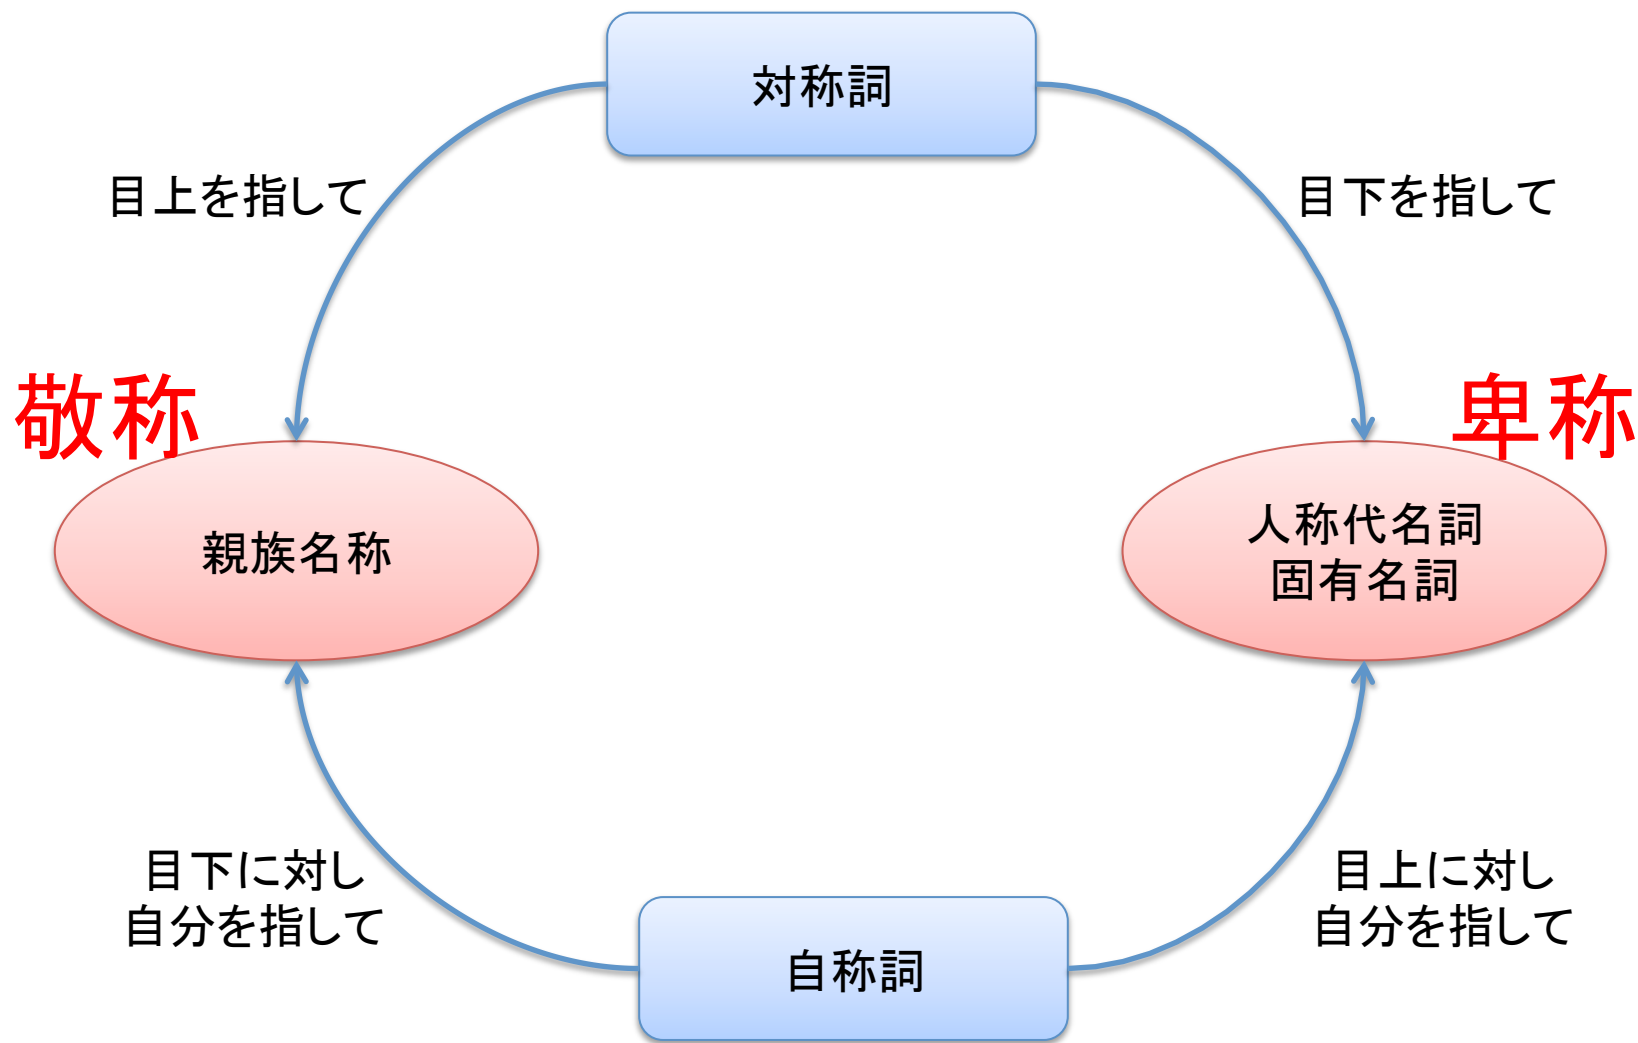 対称詞
目上を指して
目下を指して
敬称
卑称
親族名称
人称代名詞
固有名詞
目下に対し
自分を指して
目上に対し
自分を指して
自称詞